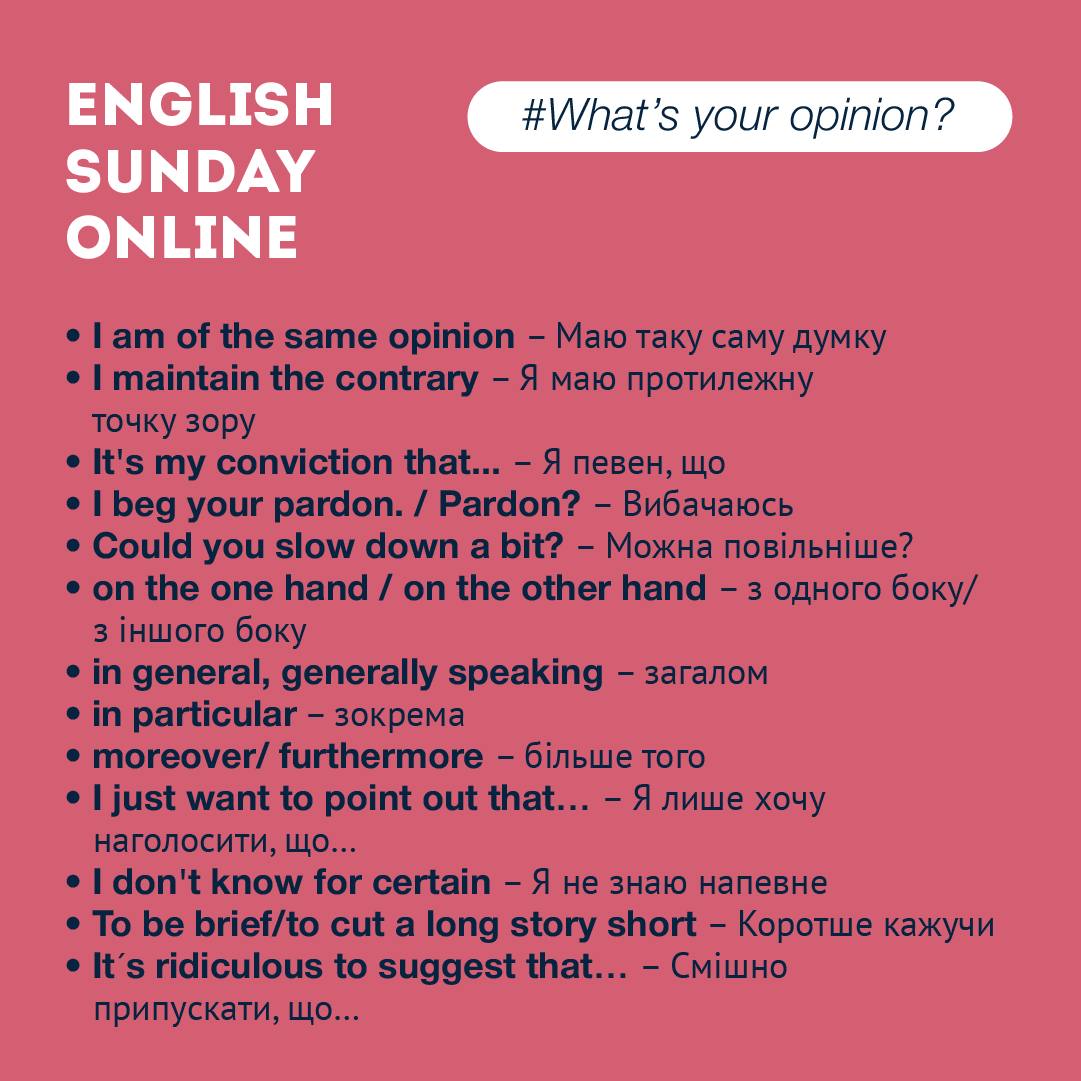 ENGLISH
SUNDAY
ONLINE
#What's your opinion?
• I am of the same opinion – Маю таку саму думку
• I maintain the contrary – Я маю протилежну
точку зору
• It's my conviction that... – Я певен, що
• I beg your pardon. / Pardon? – Вибачаюсь
• Could you slow down a bit? – Можна повільніше?
• on the one hand / on the other hand – з одного боку/
з іншого боку
• in general, generally speaking – загалом
• in particular – зокрема
• moreover/ furthermore – більше того
• I just want to point out that… – Я лише хочу
наголосити, що...
• I don't know for certain – Я не знаю напевне
• To be brief/to cut a long story short – Коротше кажучи
• It´s ridiculous to suggest that… – Смішно
припускати, що...